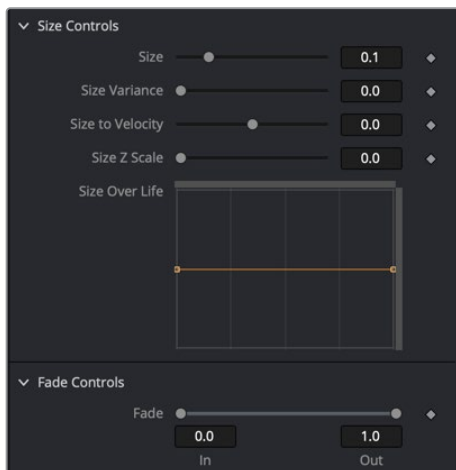 Size Controls
Size 0.1
Size Variance 0.0
Size to Velocity 0.0
Size Z Scale 0.0
Size Over Life
Fade Controls
Fade
0.0 1.0
In Out